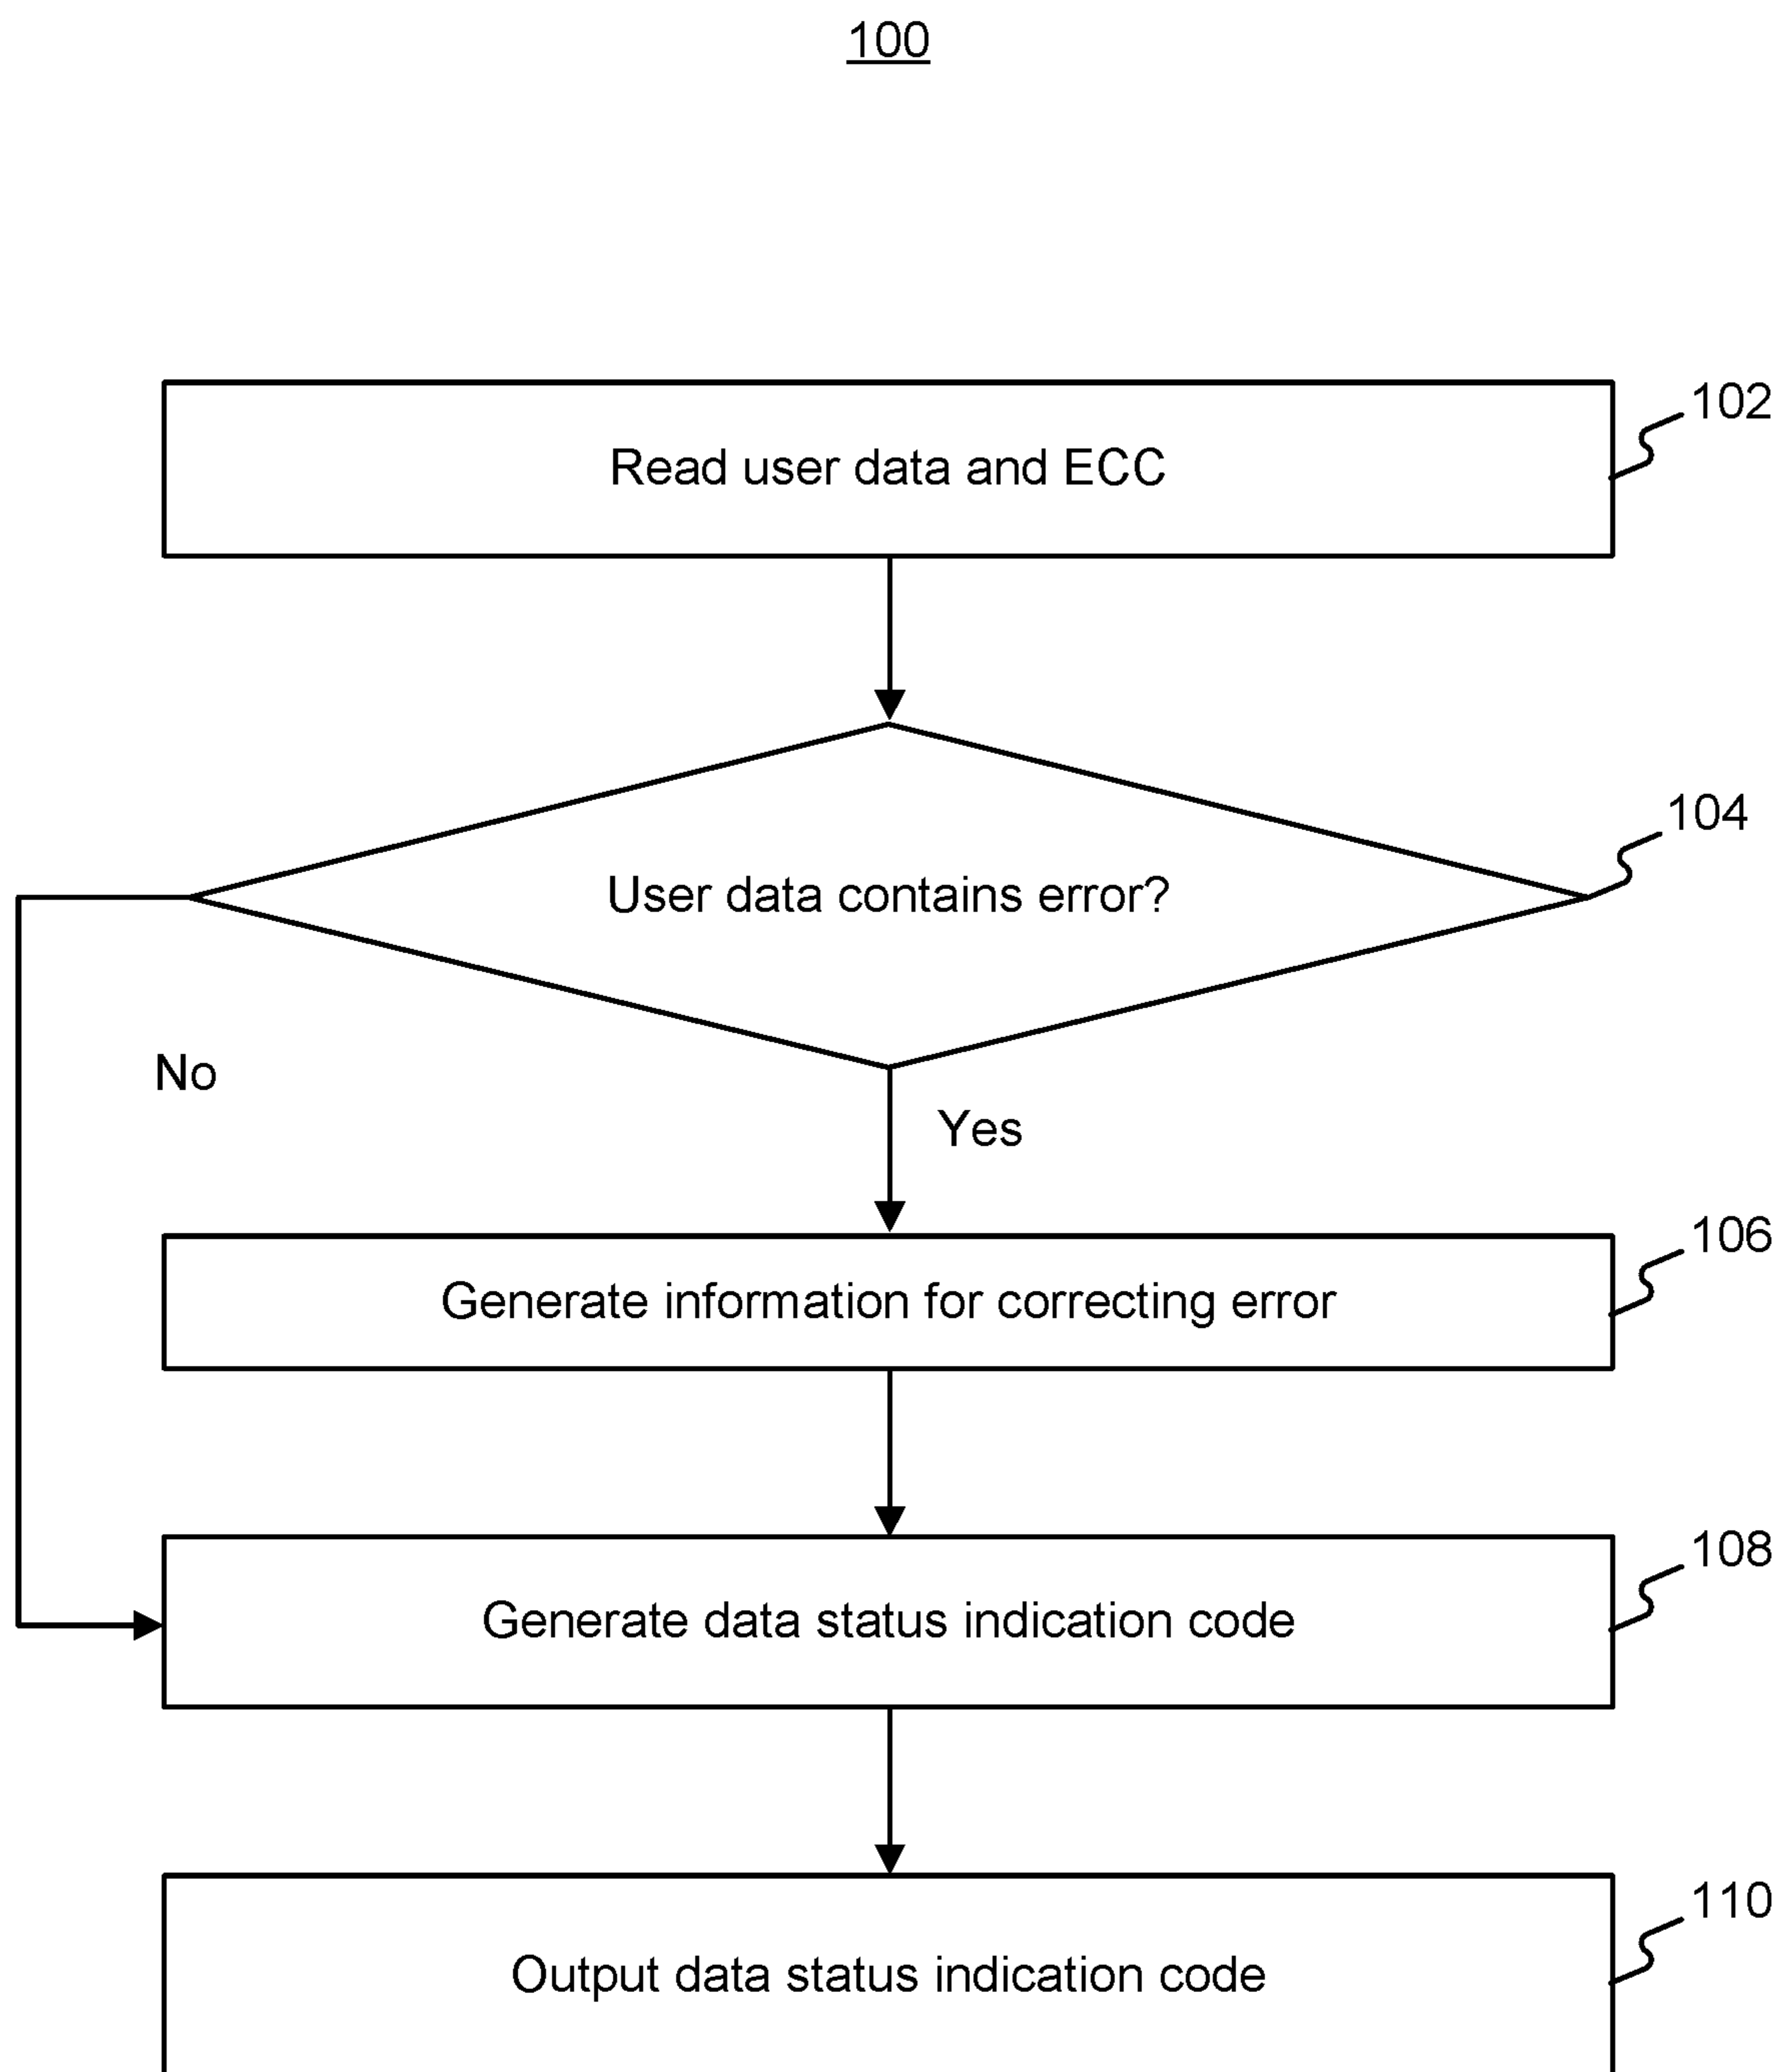 100
Read user data and ECC
102
User data contains error?
104
No
Yes
Generate information for correcting error
106
Generate data status indication code
108
Output data status indication code
110